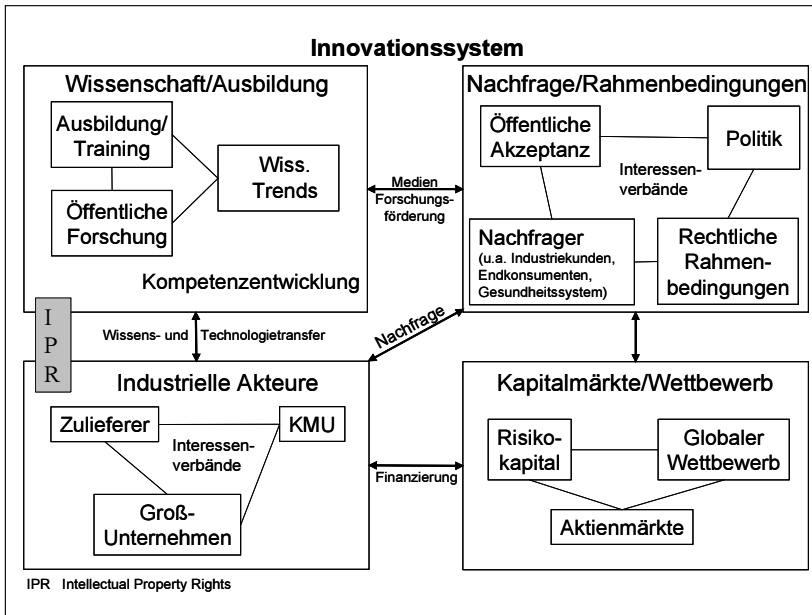 Innovationssystem
Wissenschaft/Ausbildung
Ausbildung/
Training
Öffentliche
Forschung
Wiss.
Trends
Kompetenzentwicklung
Medien
Forschungs-
förderung
Nachfrage/Rahmenbedingungen
Öffentliche
Akzeptanz
Politik
Interessen-
verbände
Nachfrager
(u.a. Industriekunden,
Endkonsumenten,
Gesundheitssystem)
Rechtliche
Rahmen-
bedingungen
I
P
R
Wissens- und Technologietransfer
Nachfrage
Industrielle Akteure
Zulieferer
KMU
Interessen-
verbände
Groß-
Unternehmen
Finanzierung
Kapitalmärkte/Wettbewerb
Risiko-
kapital
Globaler
Wettbewerb
Aktienmärkte
IPR Intellectual Property Rights